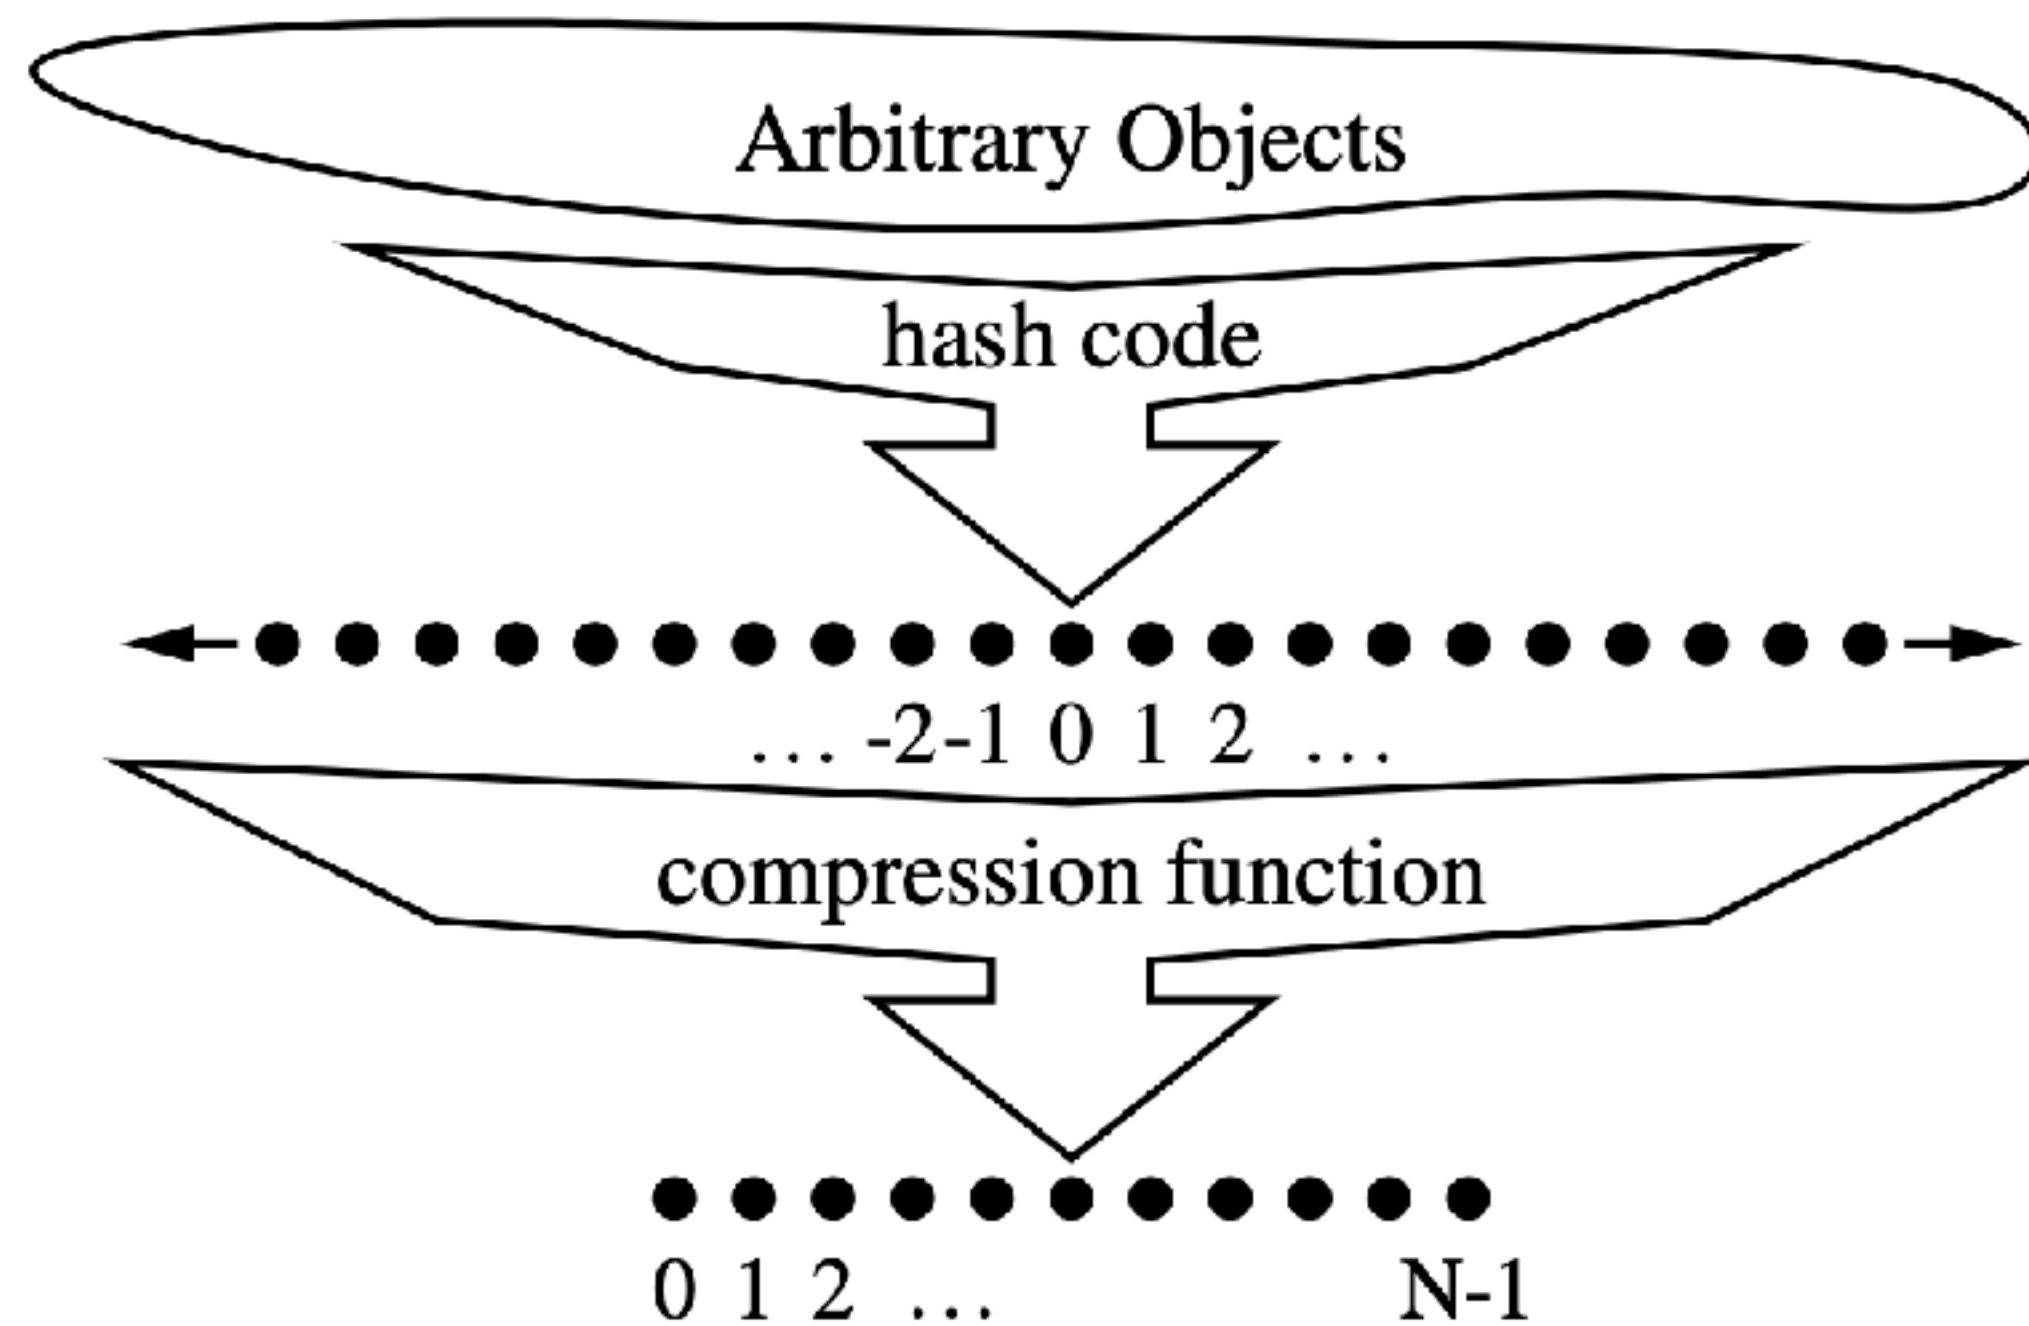 Arbitrary Objects
hash code
... -2 -1 0 1 2 ...
compression function
0 1 2 ... N-1